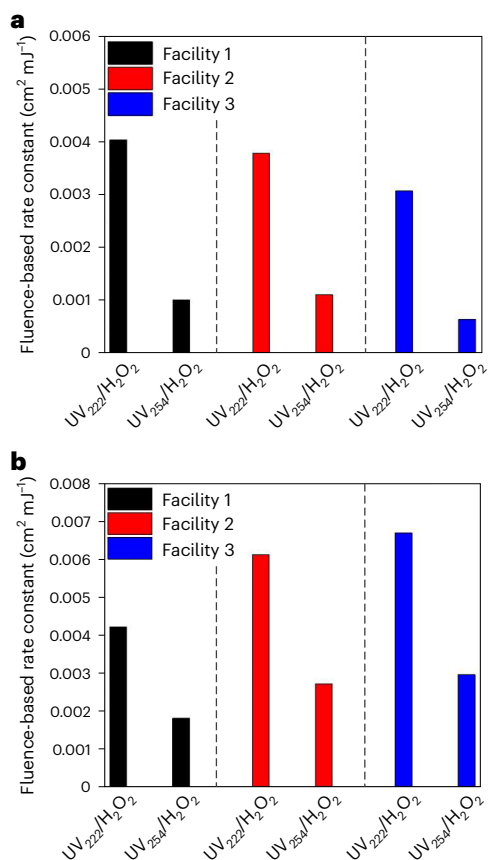 a
Fluence-based rate constant (cm² mJ⁻¹)
0.006
0.005
0.004
0.003
0.002
0.001
0
Facility 1
Facility 2
Facility 3
UV₂₂₂/H₂O₂
UV₂₅₄/H₂O₂
UV₂₂₂/H₂O₂
UV₂₅₄/H₂O₂
UV₂₂₂/H₂O₂
UV₂₅₄/H₂O₂
b
Fluence-based rate constant (cm² mJ⁻¹)
0.008
0.007
0.006
0.005
0.004
0.003
0.002
0.001
0
Facility 1
Facility 2
Facility 3
UV₂₂₂/H₂O₂
UV₂₅₄/H₂O₂
UV₂₂₂/H₂O₂
UV₂₅₄/H₂O₂
UV₂₂₂/H₂O₂
UV₂₅₄/H₂O₂